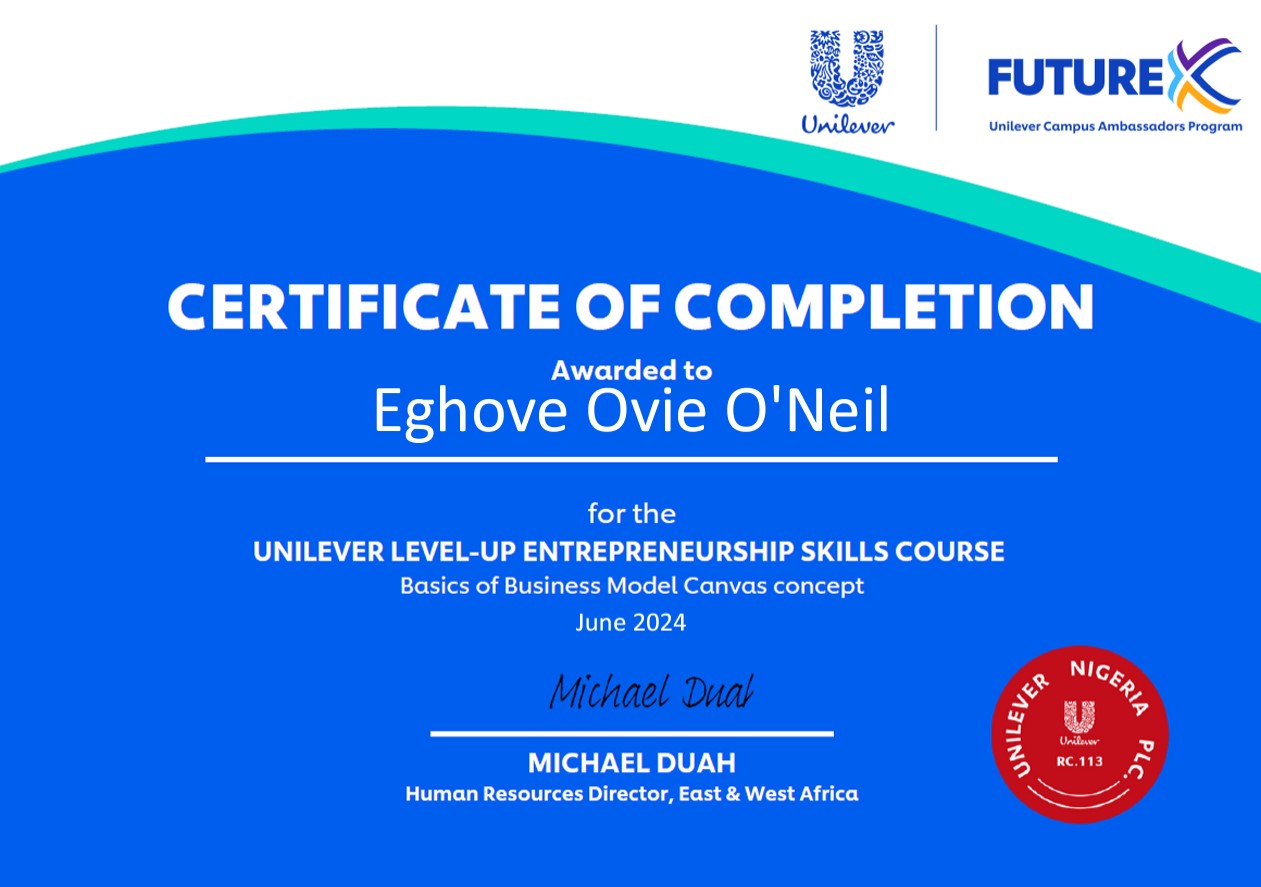 Unilever
FUTUREX
Unilever Campus Ambassadors Program
CERTIFICATE OF COMPLETION
Awarded to
Eghove Ovie O'Neil
for the
UNILEVER LEVEL-UP ENTREPRENEURSHIP SKILLS COURSE
Basics of Business Model Canvas concept
June 2024
Michael Duah
MICHAEL DUAH
Human Resources Director, East & West Africa
UNILEVER NIGERIA PLC.
Unilever
RC.113